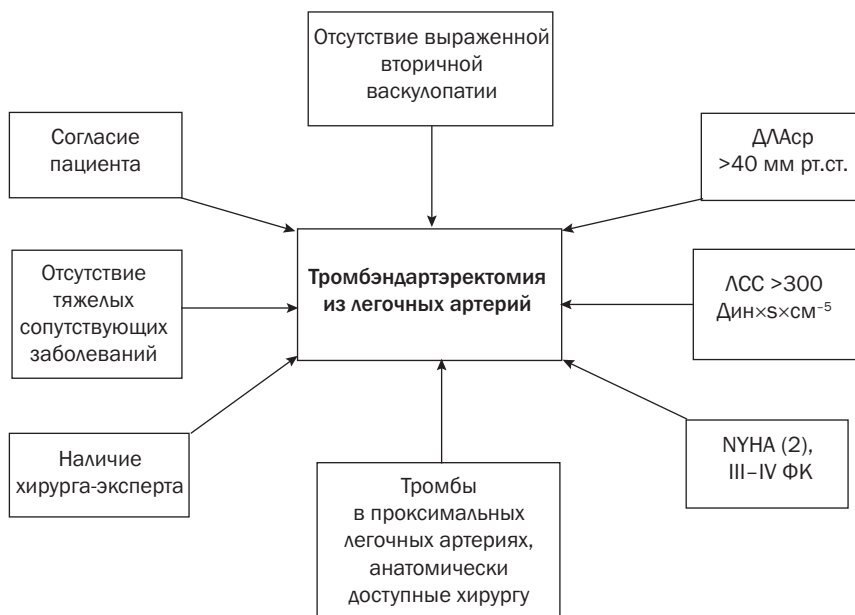 Отсутствие выраженной
вторичной
васкулопатии
Согласие
пациента
ДЛАср
>40 мм рт.ст.
Тромбэндартэректомия
из легочных артерий
Отсутствие
тяжелых
сопутствующих
заболеваний
ЛСС >300
Дин×s×см⁻⁵
Наличие
хирурга-эксперта
Тромбы
в проксимальных
легочных артериях,
анатомически
доступные хирургу
NYHA (2),
III–IV ФК